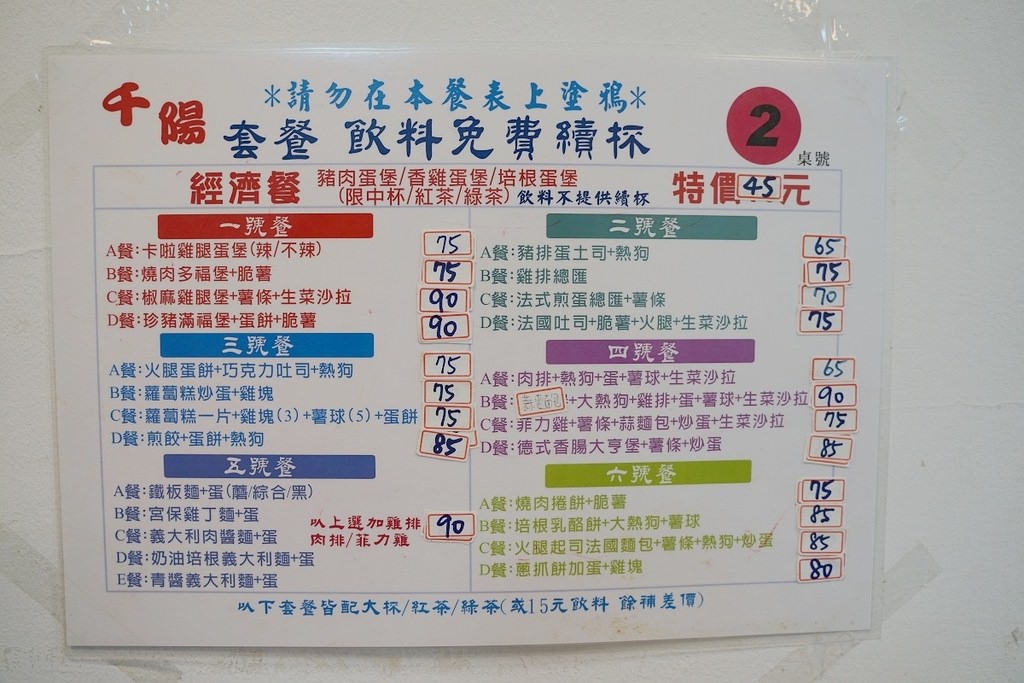 千陽
*請勿在本餐表上塗鴉*
套餐 飲料免費續杯
2
桌號
經濟餐 豬肉蛋堡/香雞蛋堡/培根蛋堡
(限中杯/紅茶/綠茶)飲料不提供續杯
特價45元
一號餐
A餐:卡啦雞腿蛋堡(辣/不辣) 75
B餐:燒肉多福堡+脆薯 75
C餐:椒麻雞腿堡+薯條+生菜沙拉 90
D餐:珍豬滿福堡+蛋餅+脆薯 90
二號餐
A餐:豬排蛋土司+熱狗 65
B餐:雞排總匯 75
C餐:法式煎蛋總匯+薯條 70
D餐:法國吐司+脆薯+火腿+生菜沙拉 75
三號餐
A餐:火腿蛋餅+巧克力吐司+熱狗 75
B餐:蘿蔔糕炒蛋+雞塊 75
C餐:蘿蔔糕一片+雞塊(3)+薯球(5)+蛋餅 75
D餐:煎餃+蛋餅+熱狗 85
四號餐
A餐:肉排+熱狗+蛋+薯球+生菜沙拉 65
B餐:+大熱狗+雞排+蛋+薯球+生菜沙拉 90
C餐:菲力雞+薯條+蒜麵包+炒蛋+生菜沙拉 75
D餐:德式香腸大亨堡+薯條+炒蛋 85
五號餐
A餐:鐵板麵+蛋(蘑/綜合/黑)
B餐:宮保雞丁麵+蛋
C餐:義大利肉醬麵+蛋
D餐:奶油培根義大利麵+蛋
E餐:青醬義大利麵+蛋
以上選加雞排
肉排/菲力雞
90
六號餐
A餐:燒肉捲餅+脆薯 75
B餐:培根乳酪餅+大熱狗+薯球 85
C餐:火腿起司法國麵包+薯條+熱狗+炒蛋 85
D餐:蔥抓餅加蛋+雞塊 80
以下套餐皆配大杯/紅茶/綠茶(或15元飲料 餘補差價)